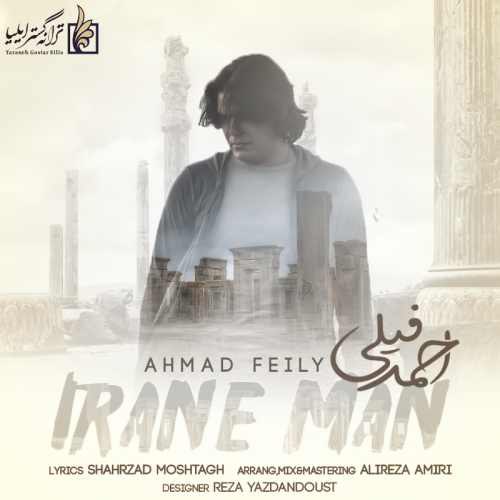 ترانه گستر ایلیا
Taraneh Gostar Eilia
AHMAD FEILY
احمد فیلی
IRANE MAN
LYRICS SHAHRZAD MOSHTAGH ARRANG,MIX&MASTERING ALIREZA AMIRI
DESIGNER REZA YAZDANDOUST